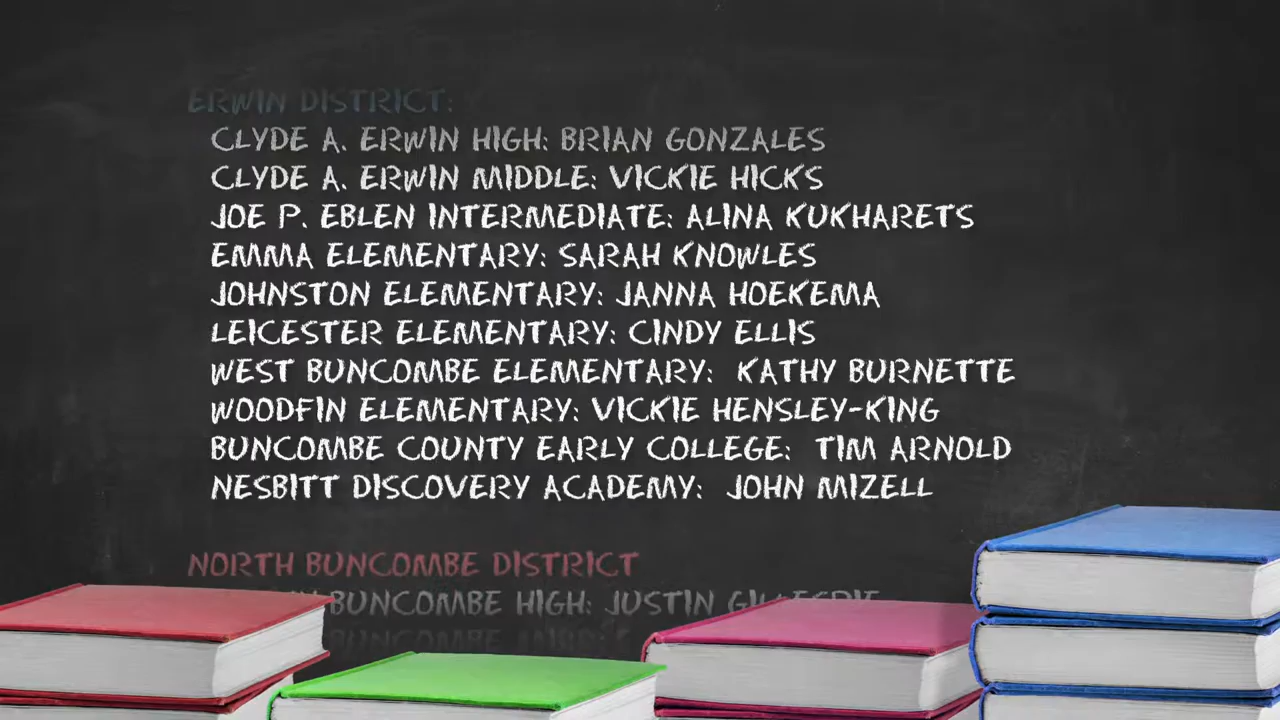 ERWIN DISTRICT:
CLYDE A. ERWIN HIGH: BRIAN GONZALES
CLYDE A. ERWIN MIDDLE: VICKIE HICKS
JOE P. EBLEN INTERMEDIATE: ALINA KUKHARETS
EMMA ELEMENTARY: SARAH KNOWLES
JOHNSTON ELEMENTARY: JANNA HOEKEMA
LEICESTER ELEMENTARY: CINDY ELLIS
WEST BUNCOMBE ELEMENTARY:  KATHY BURNETTE
WOODFIN ELEMENTARY: VICKIE HENSLEY-KING
BUNCOMBE COUNTY EARLY COLLEGE:  TIM ARNOLD
NESBITT DISCOVERY ACADEMY:  JOHN MIZELL
NORTH BUNCOMBE DISTRICT
BUNCOMBE HIGH: JUSTIN
BUNCOMBE